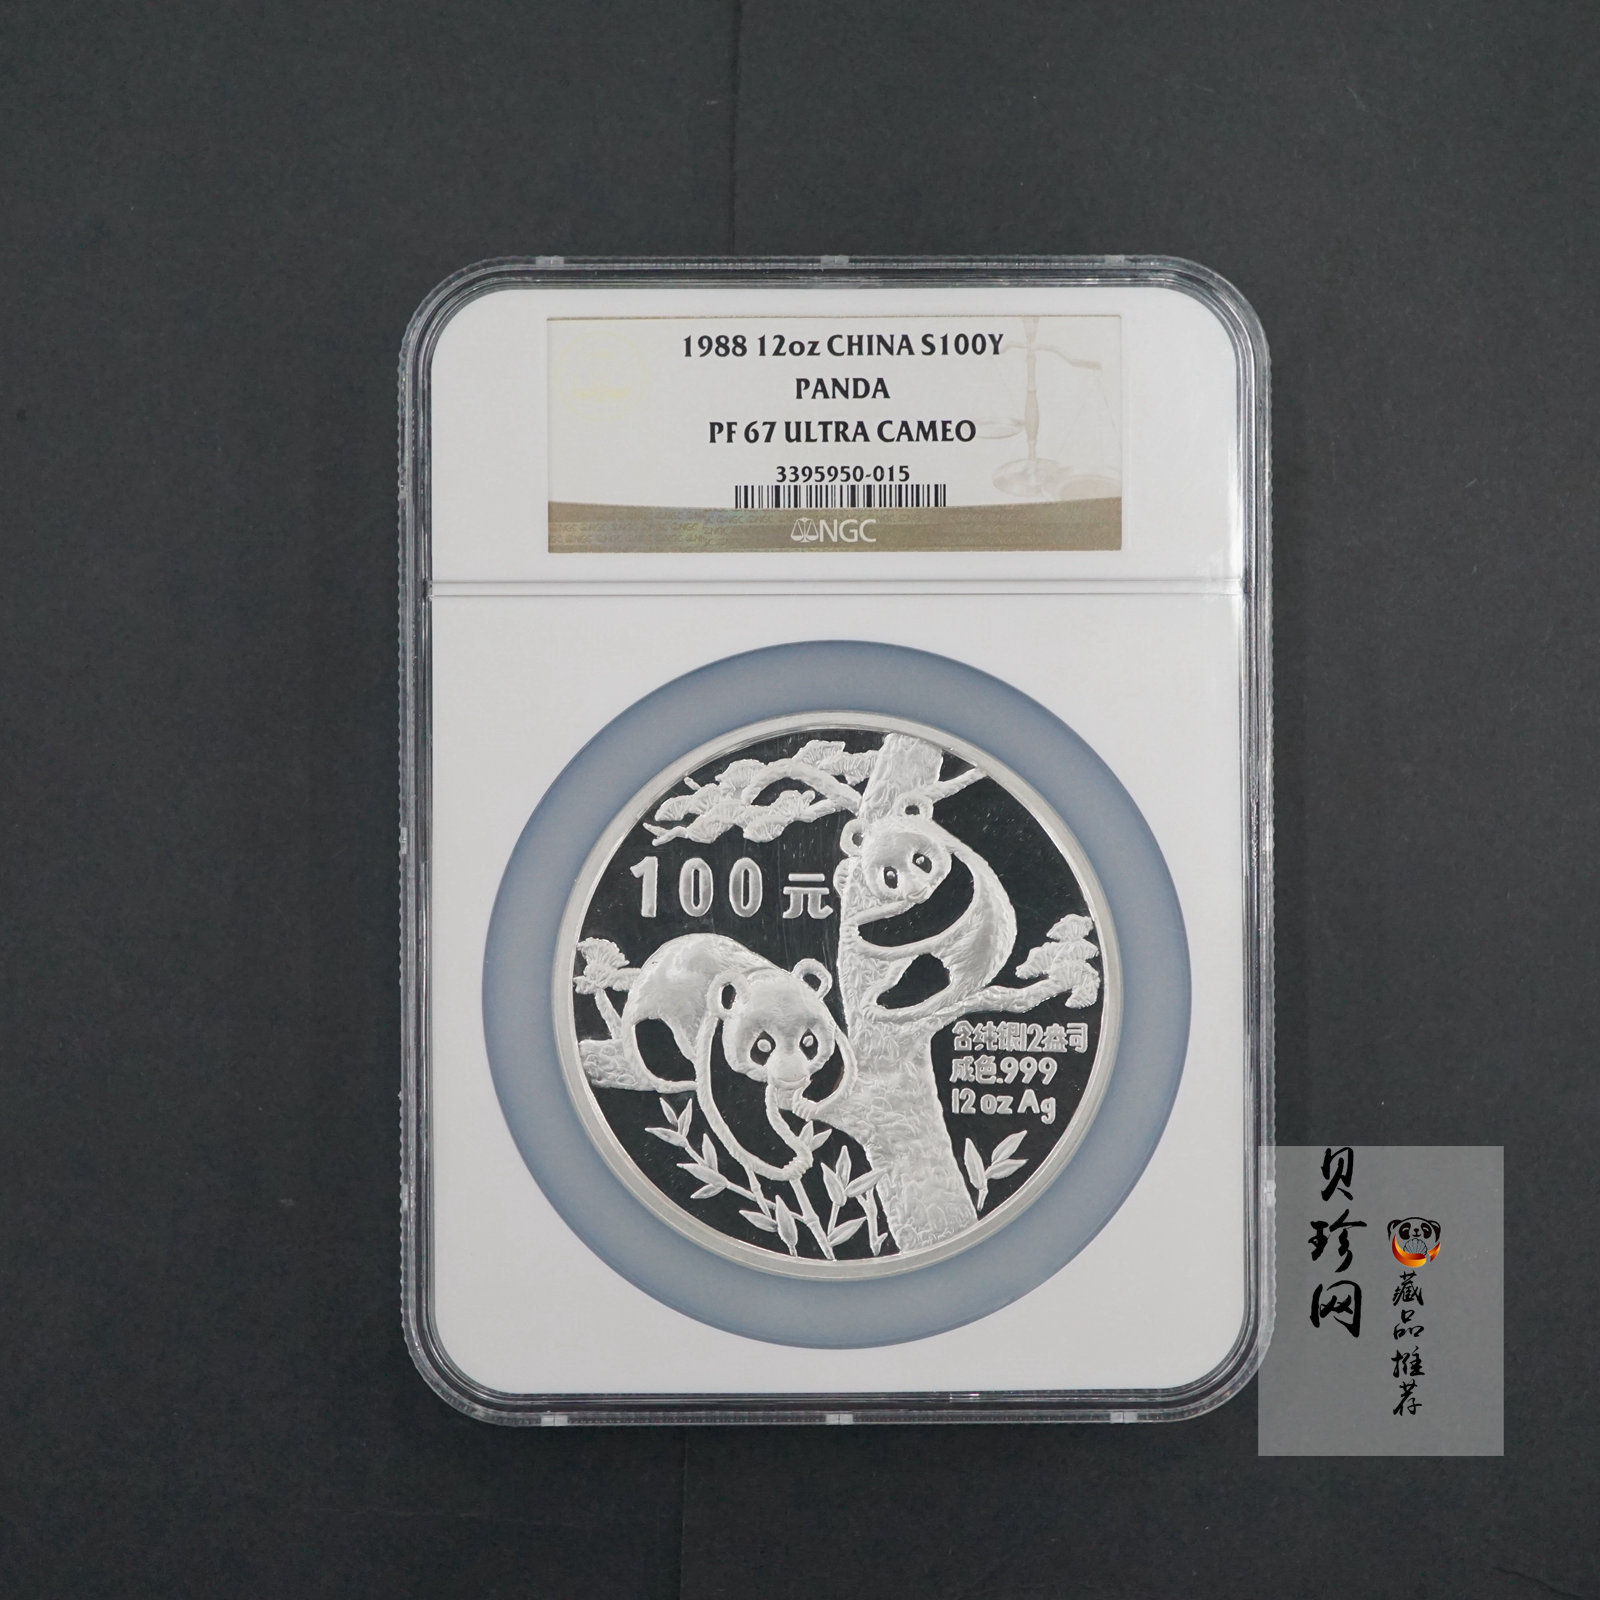 1988 12oz CHINA S100Y
PANDA
PF 67 ULTRA CAMEO
3395950-015
NGC
100元
含纯银12盎司
成色.999
12 oz Ag
贝珍网
藏品推荐